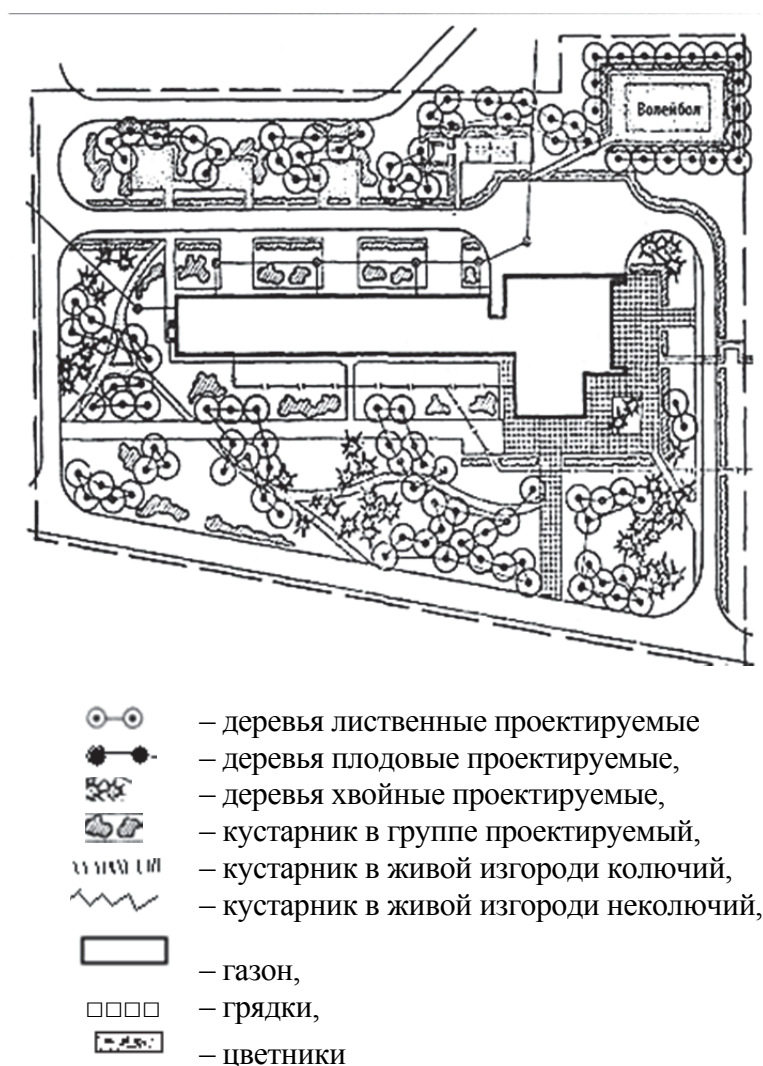 Волейбол
– деревья лиственные проектируемые
– деревья плодовые проектируемые,
– деревья хвойные проектируемые,
– кустарник в группе проектируемый,
– кустарник в живой изгороди колючий,
– кустарник в живой изгороди неколючий,
– газон,
– грядки,
– цветники